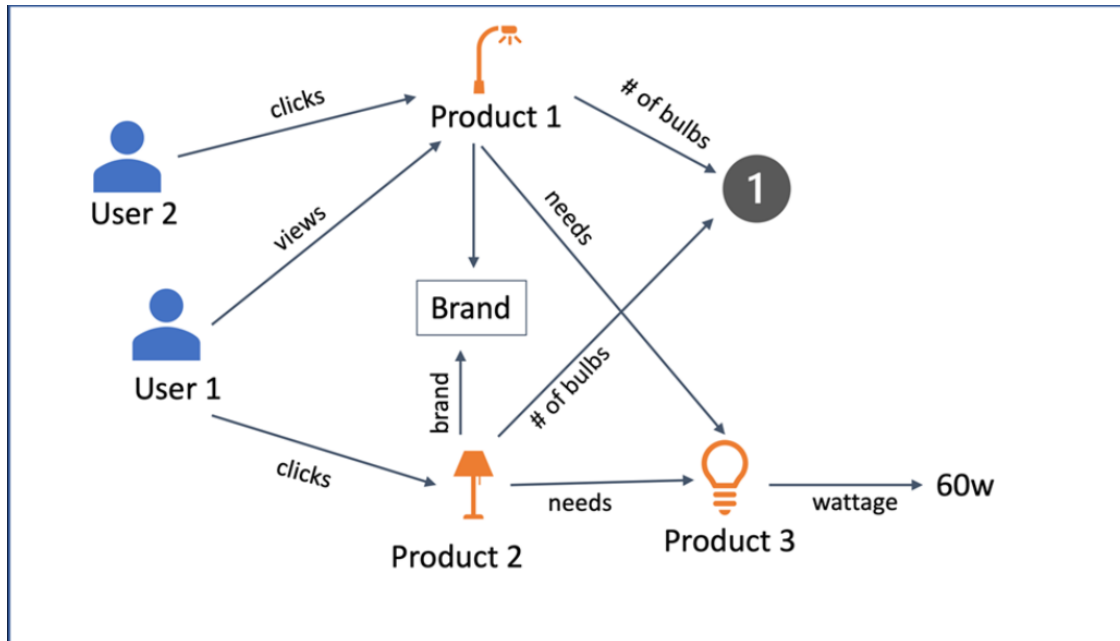 # of bulbs
clicks
Product 1
1
User 2
needs
views
Brand
User 1
brand
# of bulbs
clicks
needs
wattage
60w
Product 2
Product 3